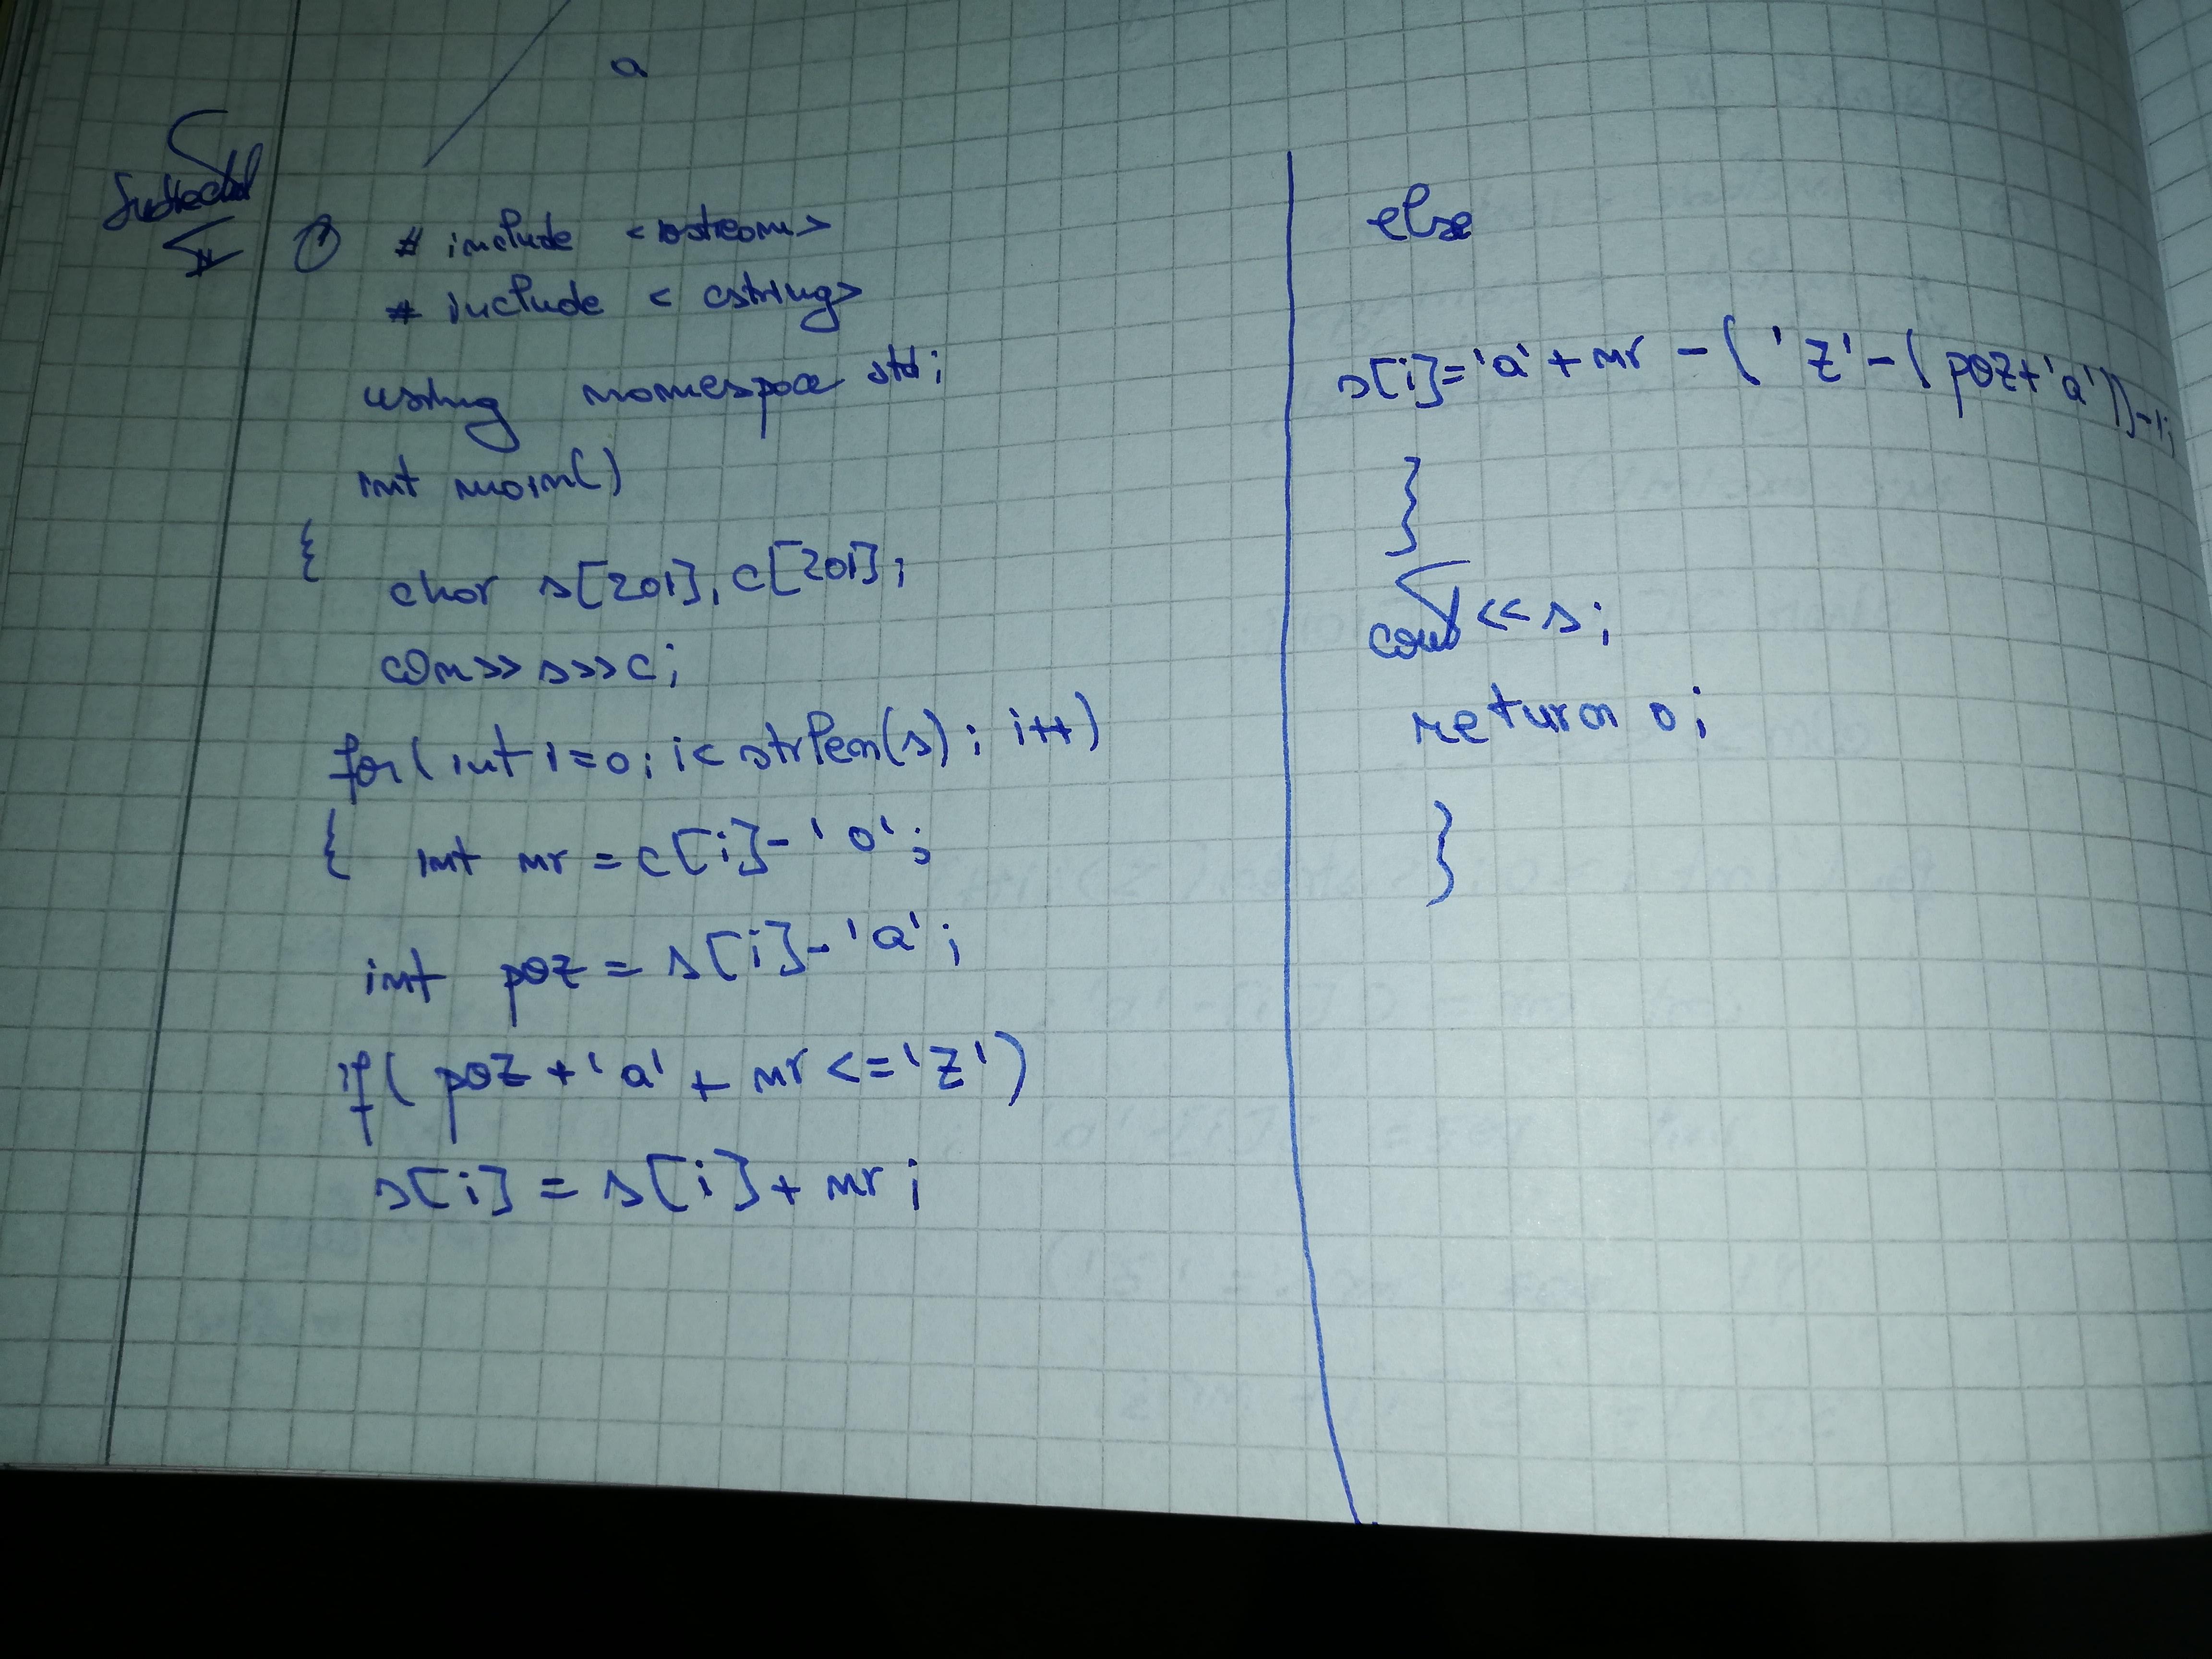 a
Subiectul
II
① # include <iostream>
# include <cstring>
using namespace std;
int main()
{
char s[201], c[201];
cin>>s>>c;
for(int i=0; i<strlen(s); i++)
{ int nr = c[i]-'0';
int poz = s[i]-'a';
if( poz+'a' + nr <='z')
s[i] = s[i]+nr;
else
s[i]='a'+nr -('z'-(poz+'a'))-1;
}
cout<<s;
return 0;
}